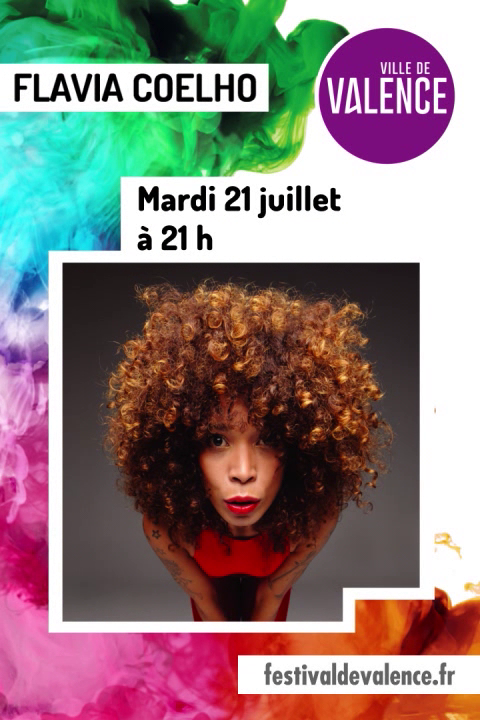 FLAVIA COELHO
VILLE DE
VALENCE
Mardi 21 juillet
à 21 h
festivaldevalence.fr